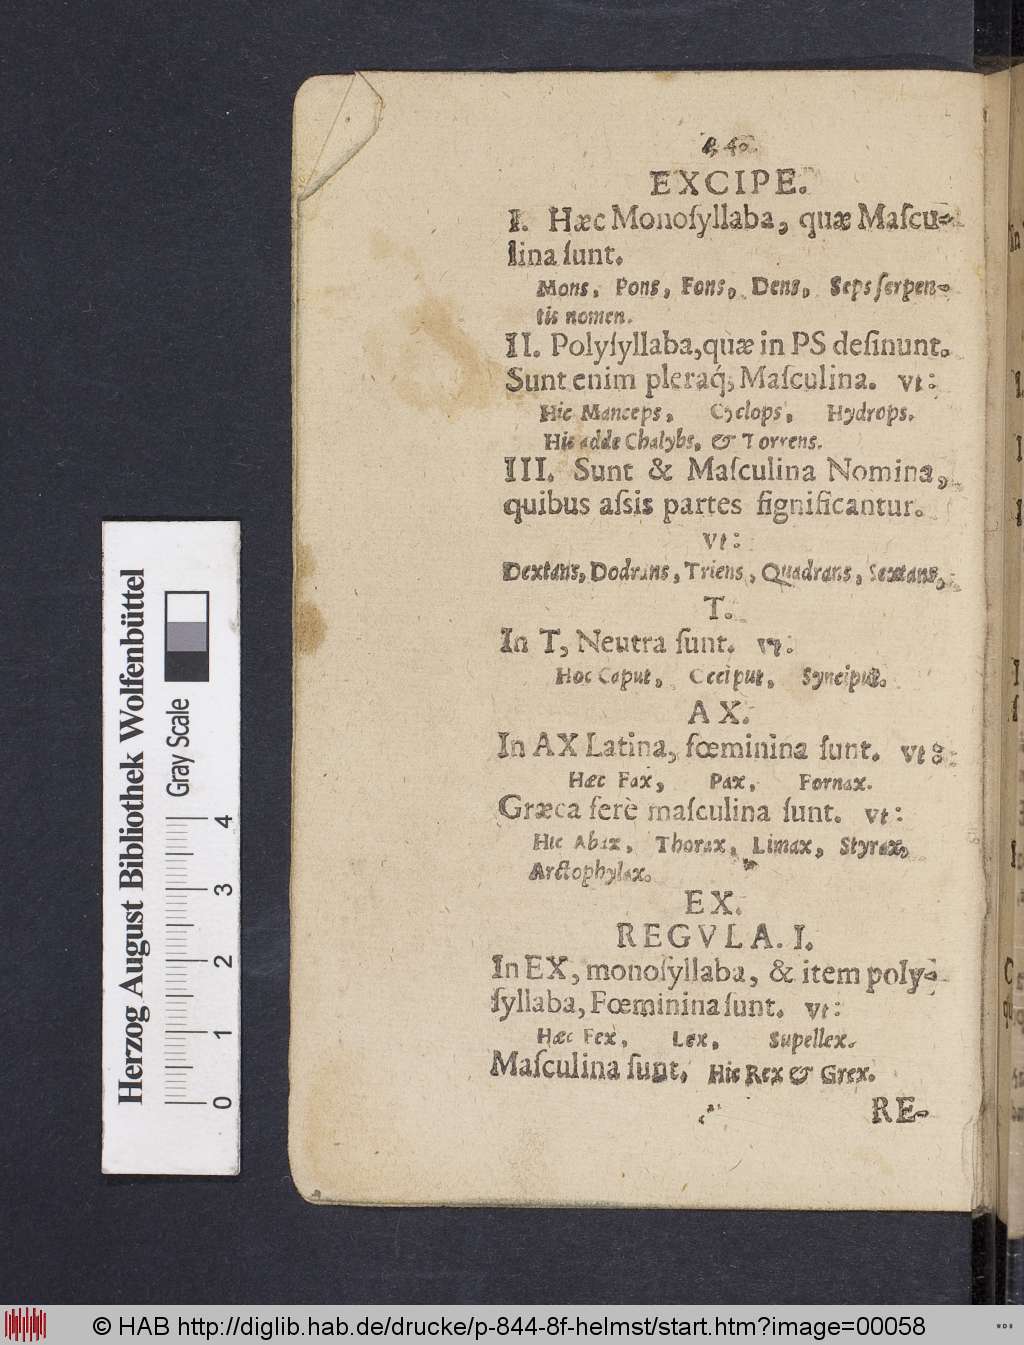 40.
EXCIPE.
I. Hæc Monoſyllaba, quæ Maſcu-
lina ſunt.
Mons, Pons, Fons, Dens, Seps ſerpen-
tis nomen.
II. Polyſyllaba, quæ in PS deſinunt.
Sunt enim pleraq́; Maſculina. vt:
Hic Manceps, Cyclops, Hydrops.
Hic adde Chalybs, & Torrens.
III. Sunt & Maſculina Nomina,
quibus aſsis partes ſignificantur.
vt:
Dextans, Dodrans, Triens, Quadrans, Sextans,
T.
In T, Neutra ſunt. vt:
Hoc Caput, Occiput, Synciput.
AX.
In AX Latina, fœminina ſunt. vt:
Hæc Fax, Pax, Fornax.
Græca ferè maſculina ſunt. vt:
Hic Abax, Thorax, Limax, Styrax,
Arctophylax.
EX.
REGVLA. I.
In EX, monoſyllaba, & item poly-
ſyllaba, Fœminina ſunt. vt:
Hæc Fex, Lex, Supellex.
Maſculina ſunt, Hic Rex & Grex.
RE-
Herzog August Bibliothek Wolfenbüttel
Gray Scale
0 1 2 3 4
© HAB http://diglib.hab.de/drucke/p-844-8f-helmst/start.htm?image=00058
WDB